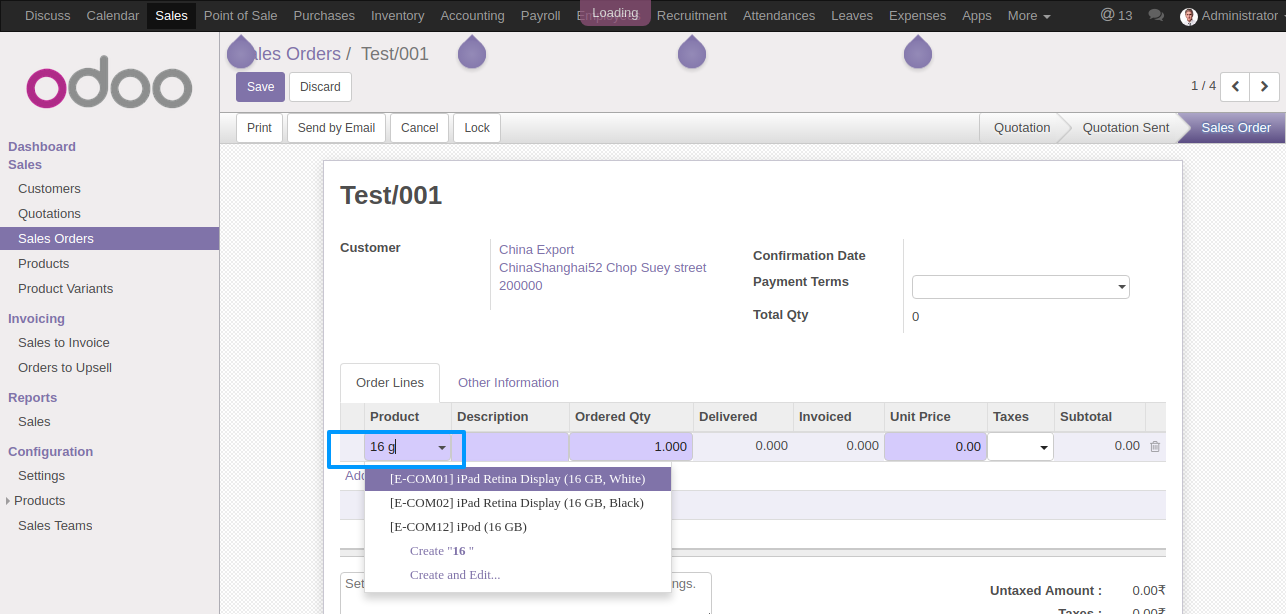 Discuss Calendar Sales Point of Sale Purchases Inventory Accounting Payroll Loading Recruitment Attendances Leaves Expenses Apps More @ 13 Administrator
odoo
Sales Orders / Test/001
Save Discard 1 / 4
Print Send by Email Cancel Lock Quotation Quotation Sent Sales Order
Dashboard
Sales
Customers
Quotations
Sales Orders
Products
Product Variants
Invoicing
Sales to Invoice
Orders to Upsell
Reports
Sales
Configuration
Settings
Products
Sales Teams
Test/001
Customer
China Export
ChinaShanghai52 Chop Suey street
200000
Confirmation Date
Payment Terms
Total Qty 0
Order Lines Other Information
Product Description Ordered Qty Delivered Invoiced Unit Price Taxes Subtotal
16 g 1.000 0.000 0.000 0.00 0.00
[E-COM01] iPad Retina Display (16 GB, White)
[E-COM02] iPad Retina Display (16 GB, Black)
[E-COM12] iPod (16 GB)
Create "16 "
Create and Edit...
Untaxed Amount : 0.00₹
Taxes : 0.00₹